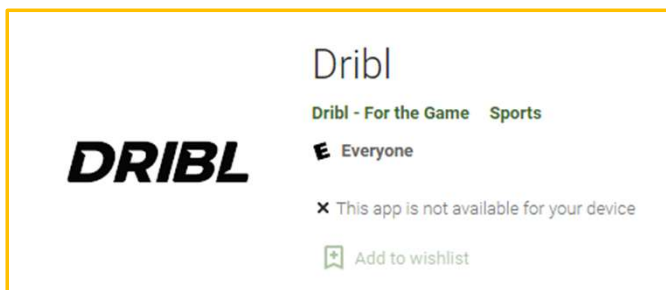 Dribl
Dribl - For the Game Sports
E Everyone
DRIBL
This app is not available for your device
Add to wishlist